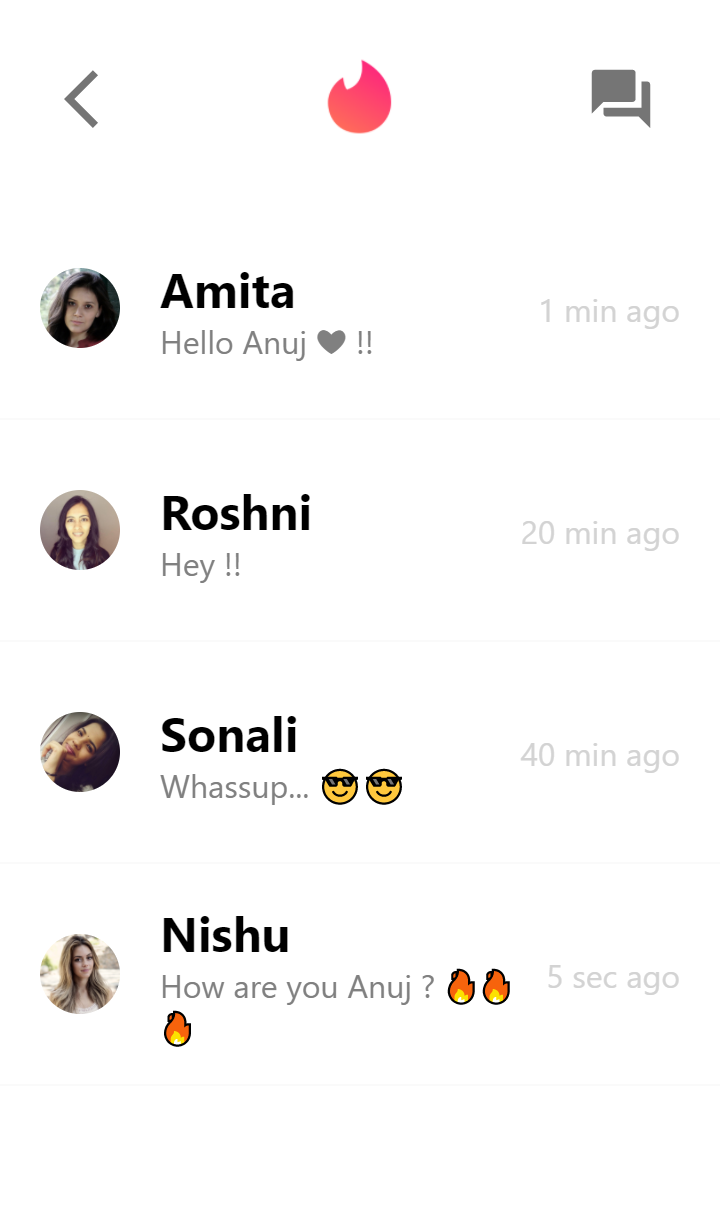 Amita
Hello Anuj 🖤 !!
1 min ago
Roshni
Hey !!
20 min ago
Sonali
Whassup... 😎😎
40 min ago
Nishu
How are you Anuj ? 🔥🔥
🔥
5 sec ago